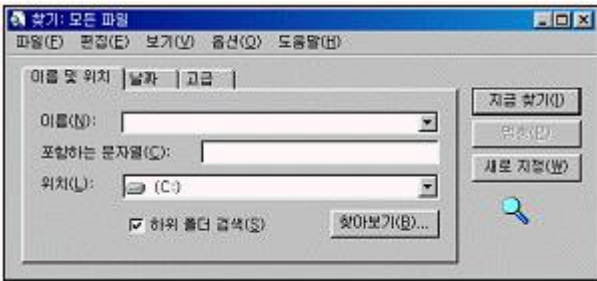 찾기: 모든 파일
파일(F) 편집(E) 보기(V) 옵션(O) 도움말(H)
이름 및 위치 날짜 고급
이름(N):
포함하는 문자열(C):
위치(L): (C:)
하위 폴더 검색(S) 찾아보기(B)...
지금 찾기(I)
멈춤(P)
새로 지정(W)